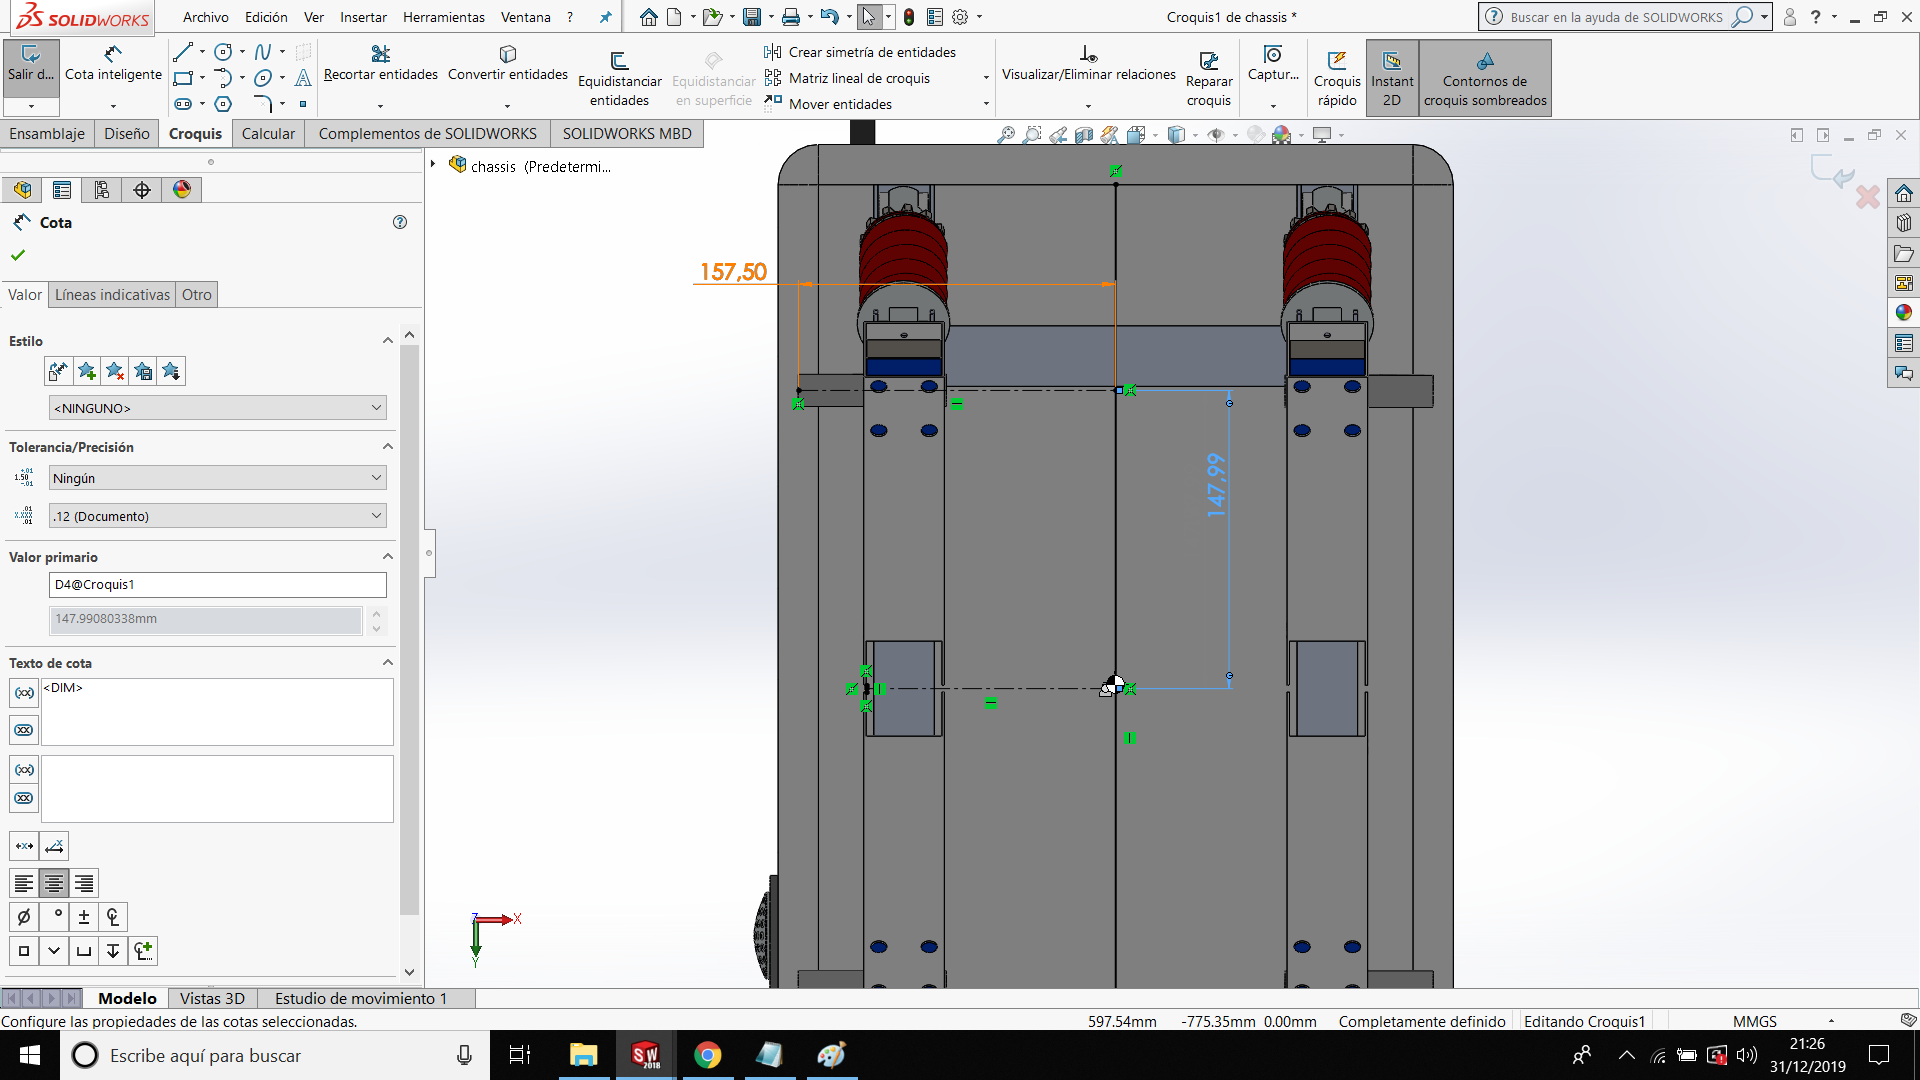 SOLIDWORKS
Archivo Edición Ver Insertar Herramientas Ventana ?
Croquis1 de chassis *
Buscar en la ayuda de SOLIDWORKS
?
Salir d...
Cota inteligente
Recortar entidades
Convertir entidades
Equidistanciar
entidades
Equidistanciar
en superficie
Crear simetría de entidades
Matriz lineal de croquis
Mover entidades
Visualizar/Eliminar relaciones
Reparar
croquis
Captur...
Croquis
rápido
Instant
2D
Contornos de
croquis sombreados
Ensamblaje Diseño Croquis Calcular Complementos de SOLIDWORKS SOLIDWORKS MBD
chassis (Predetermi...
Cota
Valor Líneas indicativas Otro
Estilo
<NINGUNO>
Tolerancia/Precisión
Ningún
.12 (Documento)
Valor primario
D4@Croquis1
147.99080338mm
Texto de cota
<DIM>
157,50
147,99
Z
X
Y
Modelo Vistas 3D Estudio de movimiento 1
Configure las propiedades de las cotas seleccionadas.
597.54mm -775.35mm 0.00mm Completamente definido Editando Croquis1 MMGS
Escribe aquí para buscar
SW
2018
21:26
31/12/2019